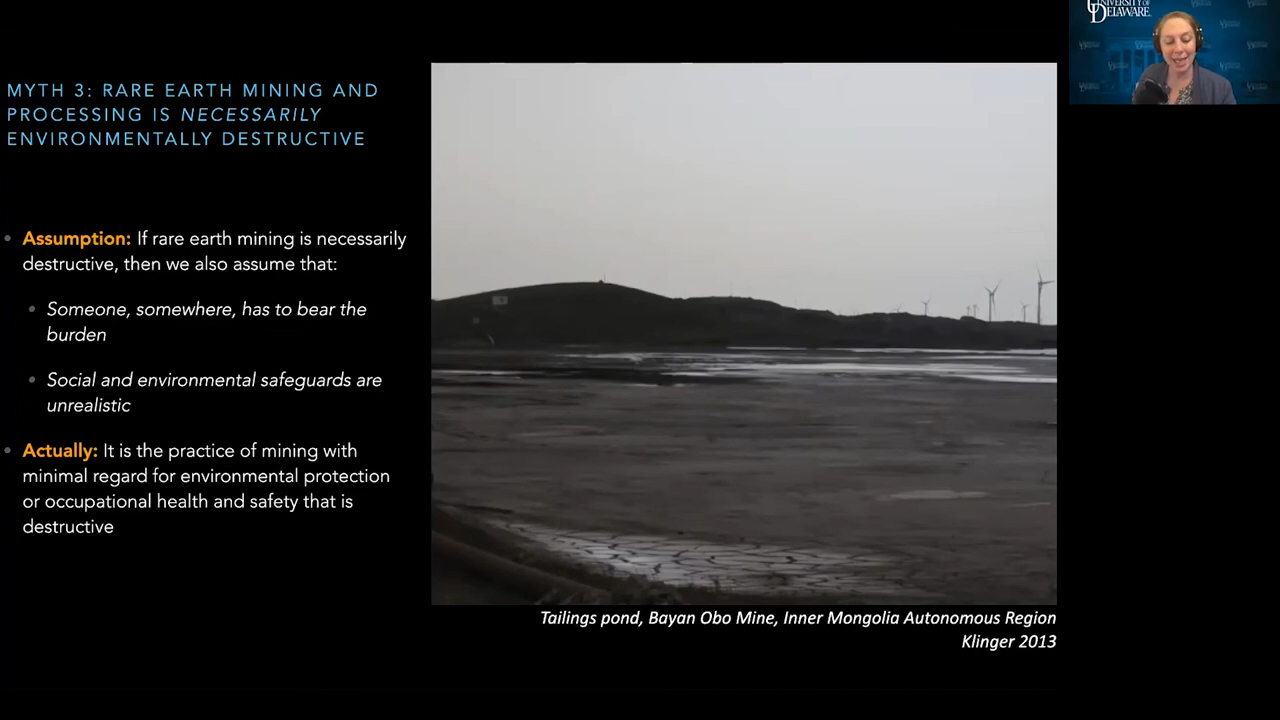 MYTH 3: RARE EARTH MINING AND
PROCESSING IS NECESSARILY
ENVIRONMENTALLY DESTRUCTIVE
• Assumption: If rare earth mining is necessarily
destructive, then we also assume that:
• Someone, somewhere, has to bear the
burden
• Social and environmental safeguards are
unrealistic
• Actually: It is the practice of mining with
minimal regard for environmental protection
or occupational health and safety that is
destructive
Tailings pond, Bayan Obo Mine, Inner Mongolia Autonomous Region
Klinger 2013
UNIVERSITY OF
DELAWARE